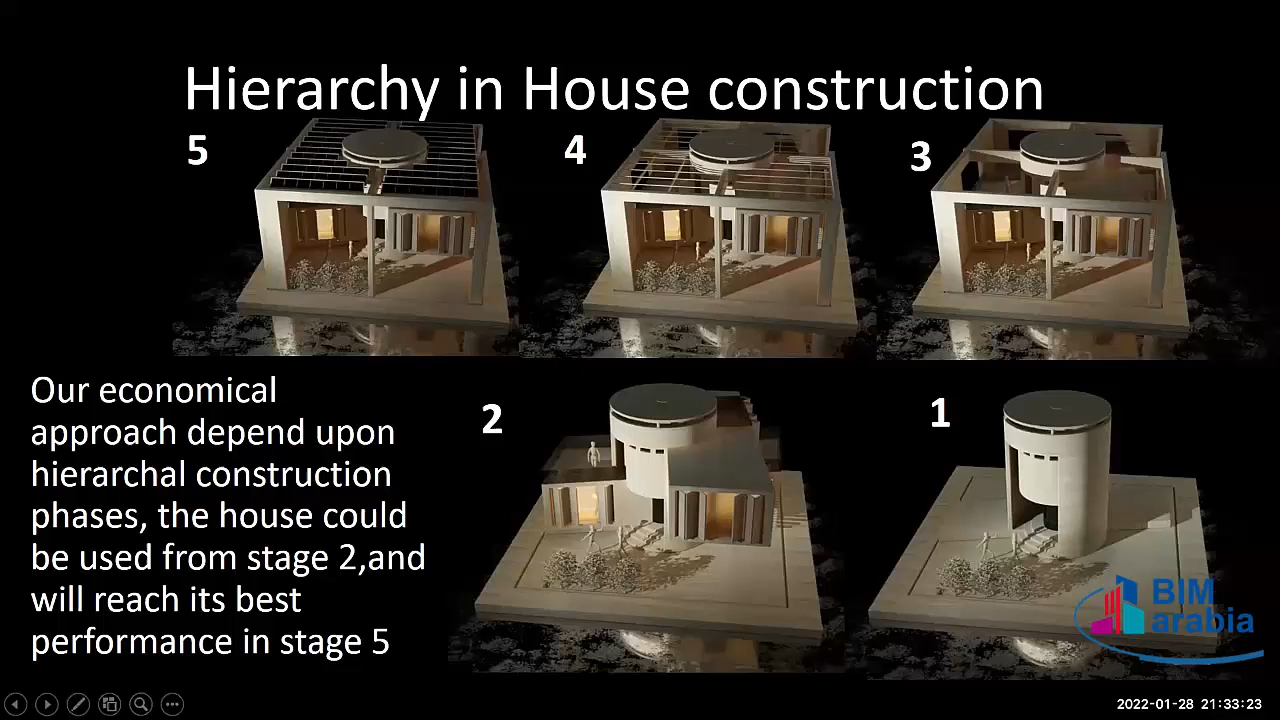 Hierarchy in House construction
5
4
3
Our economical
approach depend upon
hierarchal construction
phases, the house could
be used from stage 2,and
will reach its best
performance in stage 5
2
1
BIM
arabia
2022-01-28 21:33:23